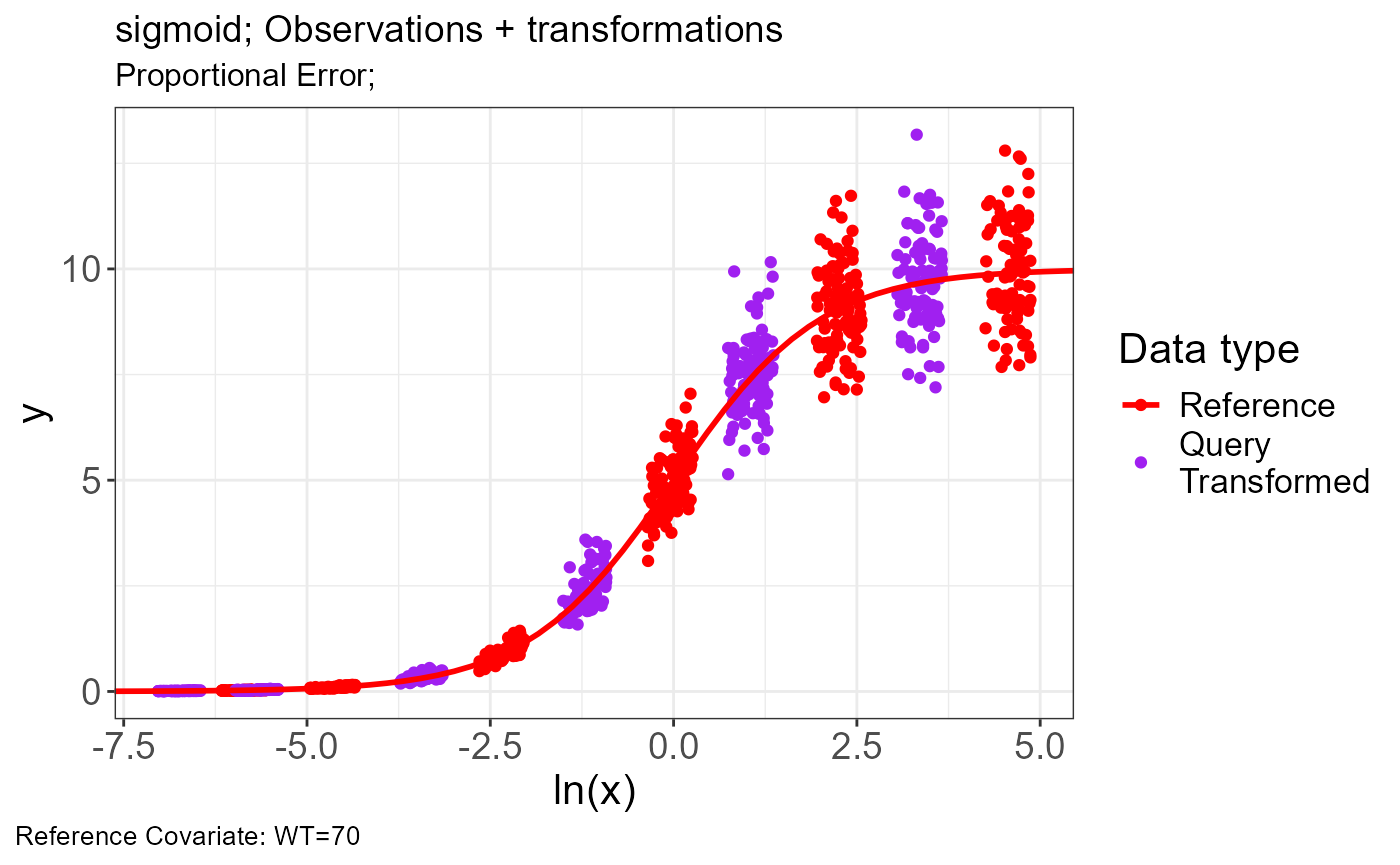 sigmoid; Observations + transformations
Proportional Error;
y
10
5
0
-7.5 -5.0 -2.5 0.0 2.5 5.0
ln(x)
Data type
Reference
Query
Transformed
Reference Covariate: WT=70